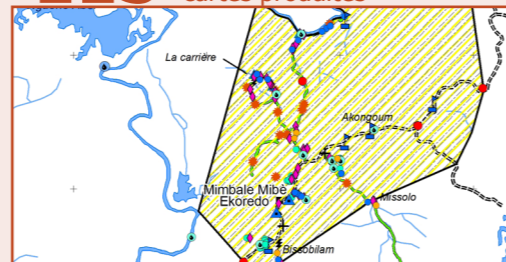 cartes produites
La carrière
Akongoum
Mimbale Mibè
Ekoredo
Missolo
Bissobilam